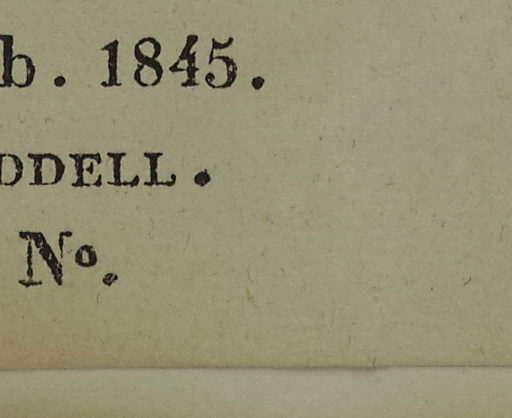 b. 1845.
DDELL.
Nº.